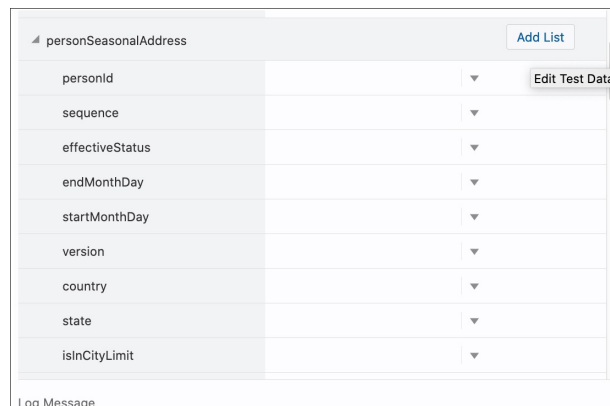 personSeasonalAddress
Add List
personId
Edit Test Data
sequence
effectiveStatus
endMonthDay
startMonthDay
version
country
state
isInCityLimit
Log Message